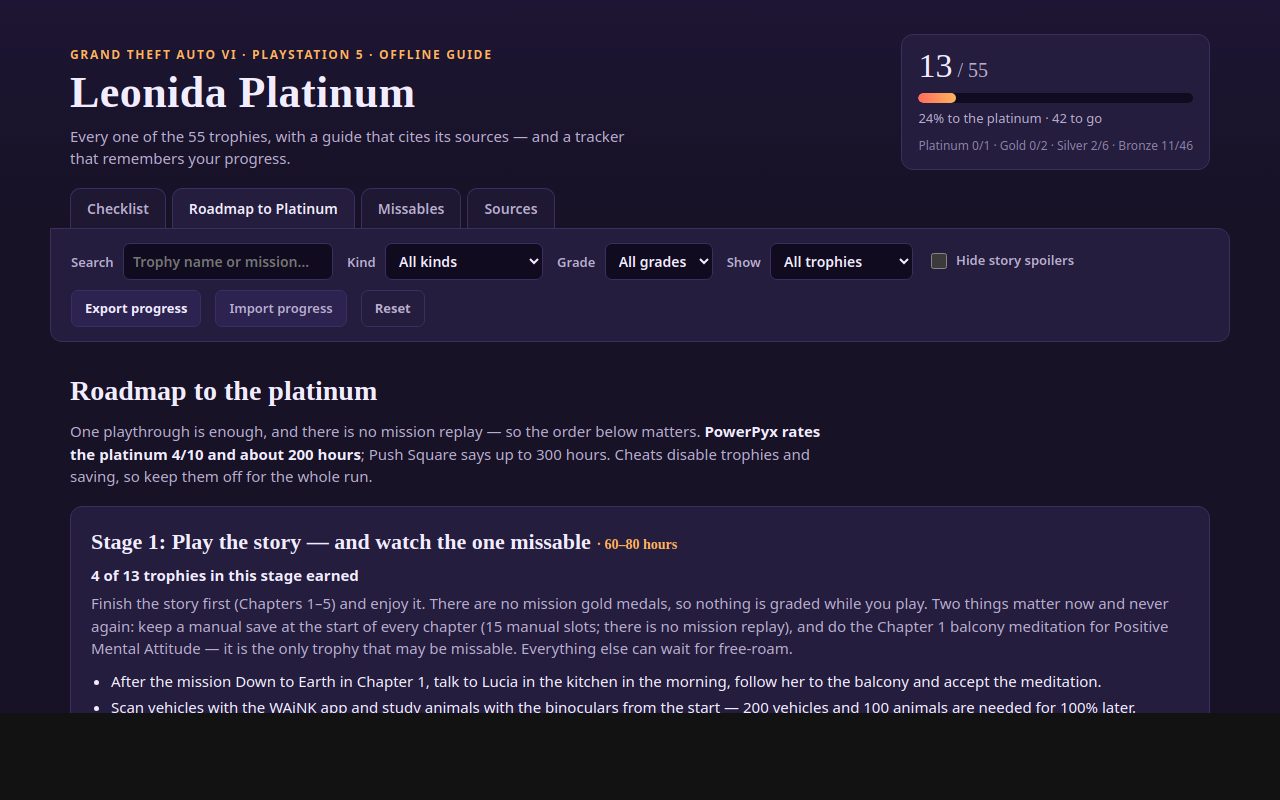 GRAND THEFT AUTO VI · PLAYSTATION 5 · OFFLINE GUIDE
Leonida Platinum
Every one of the 55 trophies, with a guide that cites its sources — and a tracker
that remembers your progress.
13 / 55
24% to the platinum · 42 to go
Platinum 0/1 · Gold 0/2 · Silver 2/6 · Bronze 11/46
Checklist
Roadmap to Platinum
Missables
Sources
Search
Trophy name or mission…
Kind
All kinds
Grade
All grades
Show
All trophies
Hide story spoilers
Export progress
Import progress
Reset
Roadmap to the platinum
One playthrough is enough, and there is no mission replay — so the order below matters. PowerPyx rates
the platinum 4/10 and about 200 hours; Push Square says up to 300 hours. Cheats disable trophies and
saving, so keep them off for the whole run.
Stage 1: Play the story — and watch the one missable · 60–80 hours
4 of 13 trophies in this stage earned
Finish the story first (Chapters 1–5) and enjoy it. There are no mission gold medals, so nothing is graded while you play. Two things matter now and never
again: keep a manual save at the start of every chapter (15 manual slots; there is no mission replay), and do the Chapter 1 balcony meditation for Positive
Mental Attitude — it is the only trophy that may be missable. Everything else can wait for free-roam.
• After the mission Down to Earth in Chapter 1, talk to Lucia in the kitchen in the morning, follow her to the balcony and accept the meditation.
• Scan vehicles with the WAiNK app and study animals with the binoculars from the start — 200 vehicles and 100 animals are needed for 100% later.